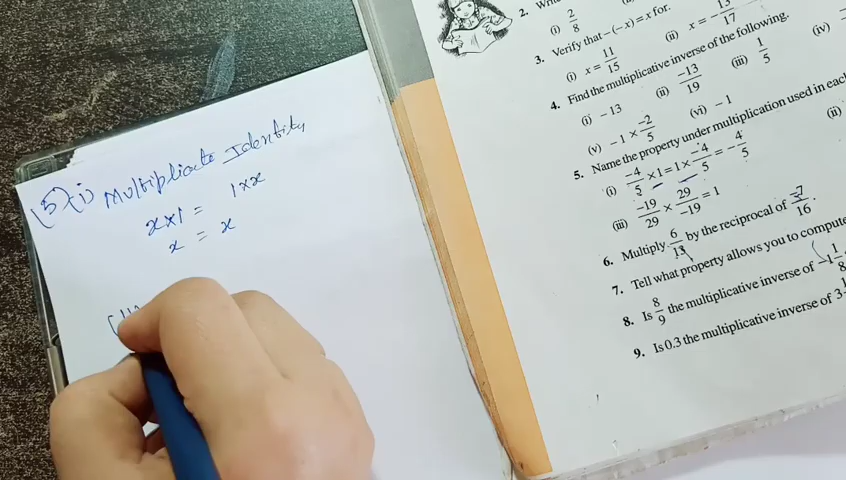 (5) (i) Multiplicate Identity
x×1 = 1×x
x = x
(i) 2/8
3. Verify that –(–x) = x for.
(i) x = 11/15 (ii) x = –13/17
4. Find the multiplicative inverse of the following.
(i) –13 (ii) –13/19 (iii) 1/5 (iv)
(v) –1 × –2/5 (vi) –1
5. Name the property under multiplication used in each
(i) –4/5 ×1 = 1× –4/5 = –4/5 (ii)
(iii) –19/29 × 29/–19 = 1
6. Multiply 6/13 by the reciprocal of –7/16.
7. Tell what property allows you to compute
8. Is 8/9 the multiplicative inverse of –1 1/8
9. Is 0.3 the multiplicative inverse of 3